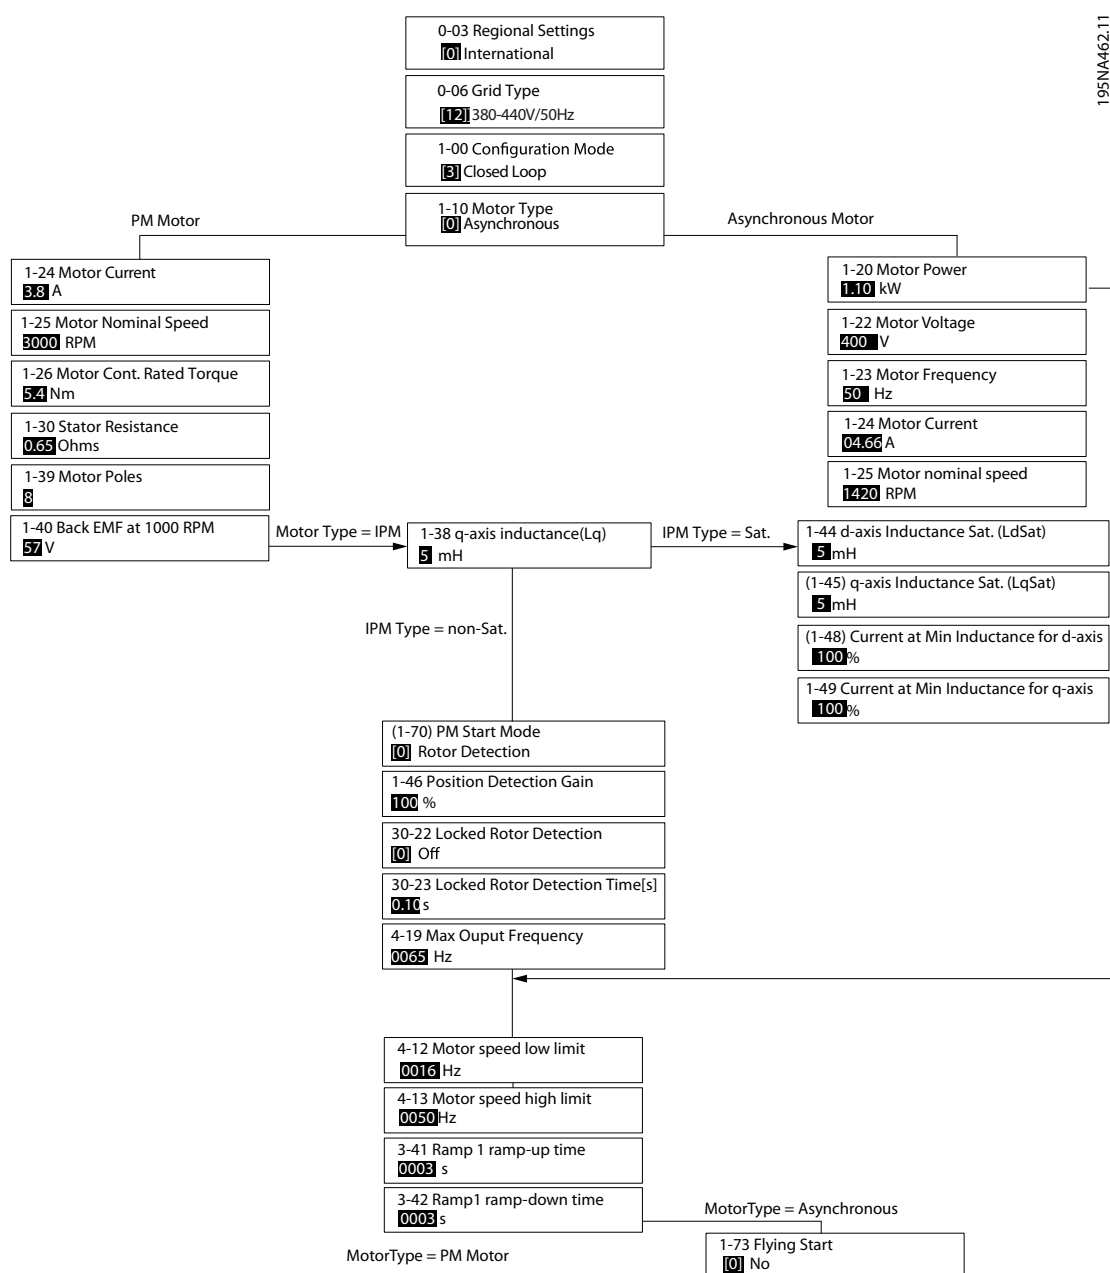 195NA462.11
0-03 Regional Settings
[0] International
0-06 Grid Type
[12] 380-440V/50Hz
1-00 Configuration Mode
[3] Closed Loop
1-10 Motor Type
[0] Asynchronous
PM Motor
Asynchronous Motor
1-24 Motor Current
3.8 A
1-25 Motor Nominal Speed
3000 RPM
1-26 Motor Cont. Rated Torque
5.4 Nm
1-30 Stator Resistance
0.65 Ohms
1-39 Motor Poles
8
1-40 Back EMF at 1000 RPM
57 V
1-20 Motor Power
1.10 kW
1-22 Motor Voltage
400 V
1-23 Motor Frequency
50 Hz
1-24 Motor Current
04.66 A
1-25 Motor nominal speed
1420 RPM
Motor Type = IPM
1-38 q-axis inductance(Lq)
5 mH
IPM Type = Sat.
1-44 d-axis Inductance Sat. (LdSat)
5 mH
(1-45) q-axis Inductance Sat. (LqSat)
5 mH
(1-48) Current at Min Inductance for d-axis
100 %
1-49 Current at Min Inductance for q-axis
100 %
IPM Type = non-Sat.
(1-70) PM Start Mode
[0] Rotor Detection
1-46 Position Detection Gain
100 %
30-22 Locked Rotor Detection
[0] Off
30-23 Locked Rotor Detection Time[s]
0.10 s
4-19 Max Ouput Frequency
0065 Hz
4-12 Motor speed low limit
0016 Hz
4-13 Motor speed high limit
0050 Hz
3-41 Ramp 1 ramp-up time
0003 s
3-42 Ramp1 ramp-down time
0003 s
MotorType = Asynchronous
MotorType = PM Motor
1-73 Flying Start
[0] No